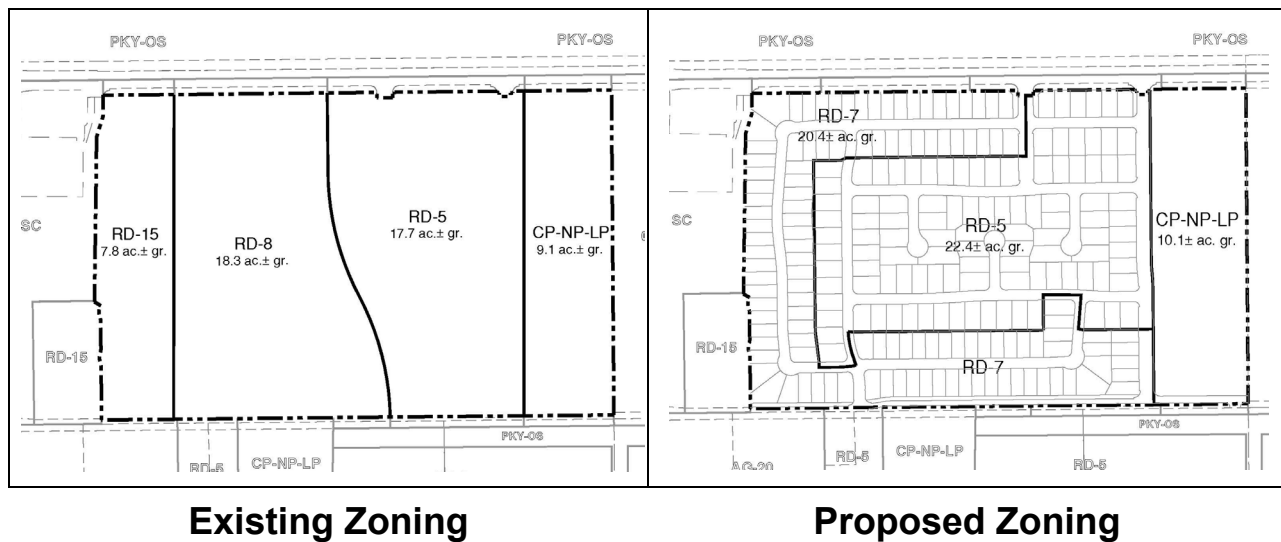 PKY-OS
PKY-OS
SC
RD-15
7.8 ac.± gr.
RD-8
18.3 ac.± gr.
RD-5
17.7 ac.± gr.
CP-NP-LP
9.1 ac.± gr.
RD-15
PKY-OS
RD-5
CP-NP-LP
Existing Zoning
PKY-OS
PKY-OS
RD-7
20.4± ac. gr.
SC
RD-5
22.4± ac. gr.
CP-NP-LP
10.1± ac. gr.
RD-15
RD-7
PKY-OS
AG-20
RD-5
CP-NP-LP
RD-5
Proposed Zoning